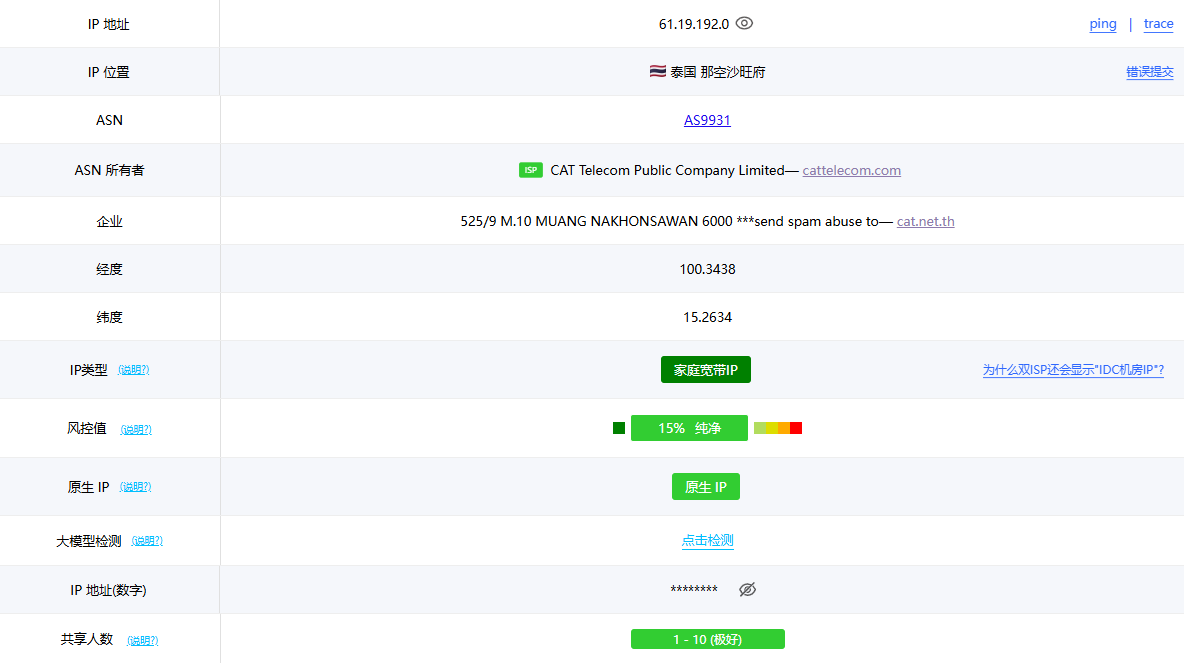 IP 地址 61.19.192.0 ping | trace
IP 位置 泰国 那空沙旺府 错误提交
ASN AS9931
ASN 所有者 ISP CAT Telecom Public Company Limited— cattelecom.com
企业 525/9 M.10 MUANG NAKHONSAWAN 6000 ***send spam abuse to— cat.net.th
经度 100.3438
纬度 15.2634
IP类型 (说明?) 家庭宽带IP 为什么双ISP还会显示"IDC机房IP"?
风控值 (说明?) 15% 纯净
原生 IP (说明?) 原生 IP
大模型检测 (说明?) 点击检测
IP 地址(数字) ********
共享人数 (说明?) 1 - 10 (极好)